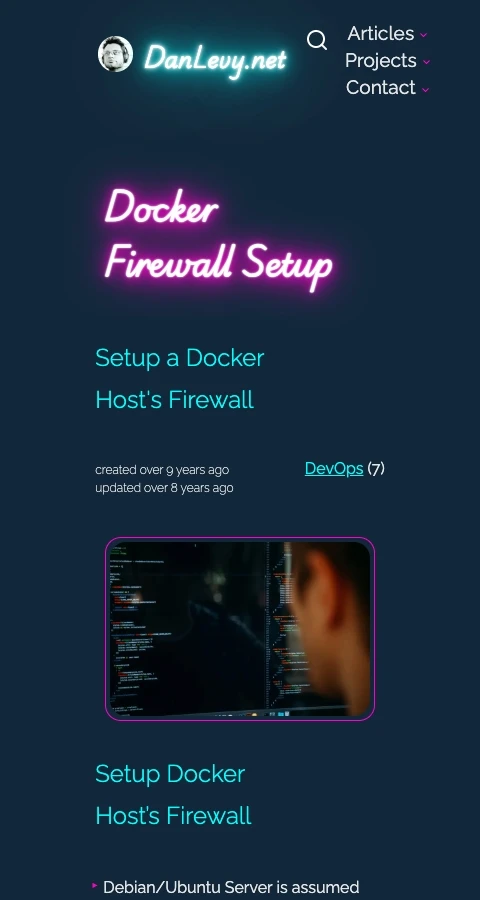 DanLevy.net
Articles
Projects
Contact
Docker
Firewall Setup
Setup a Docker
Host's Firewall
created over 9 years ago
updated over 8 years ago
DevOps (7)
Setup Docker
Host’s Firewall
Debian/Ubuntu Server is assumed